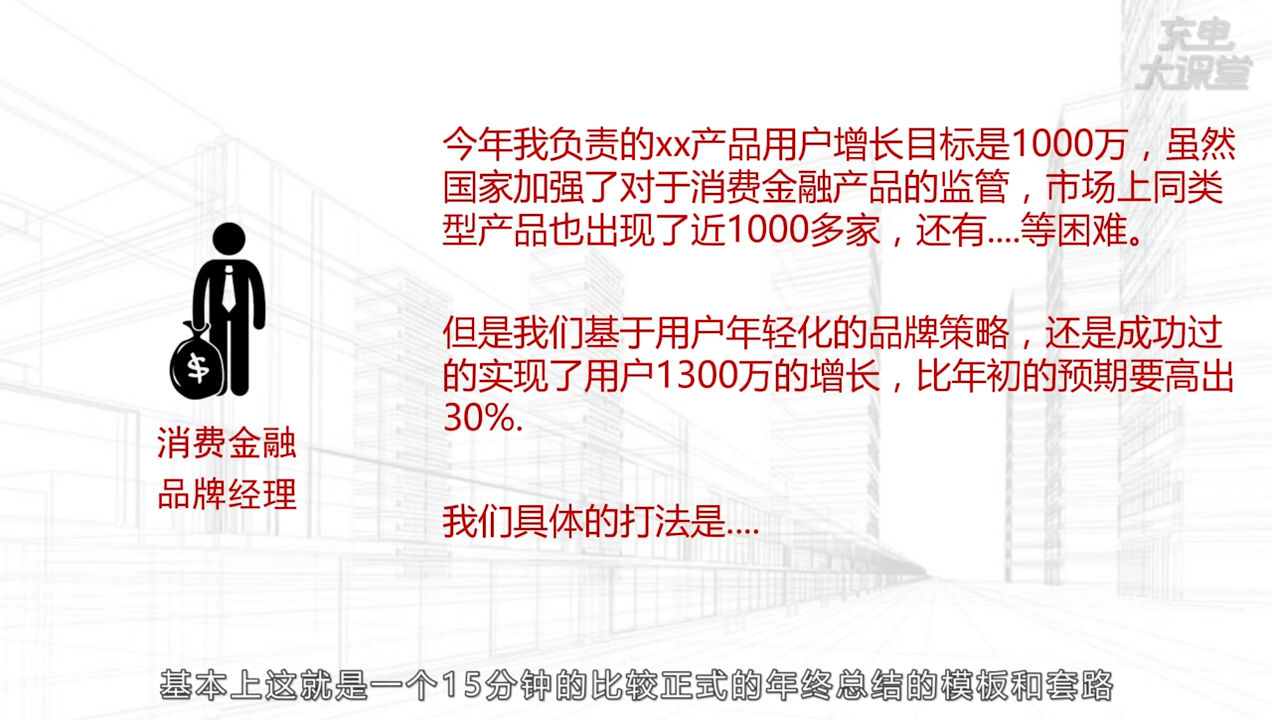 充电
大课堂
今年我负责的xx产品用户增长目标是1000万，虽然
国家加强了对于消费金融产品的监管，市场上同类
型产品也出现了近1000多家，还有....等困难。
但是我们基于用户年轻化的品牌策略，还是成功过
的实现了用户1300万的增长，比年初的预期要高出
30%.
我们具体的打法是....
$
消费金融
品牌经理
基本上这就是一个15分钟的比较正式的年终总结的模板和套路